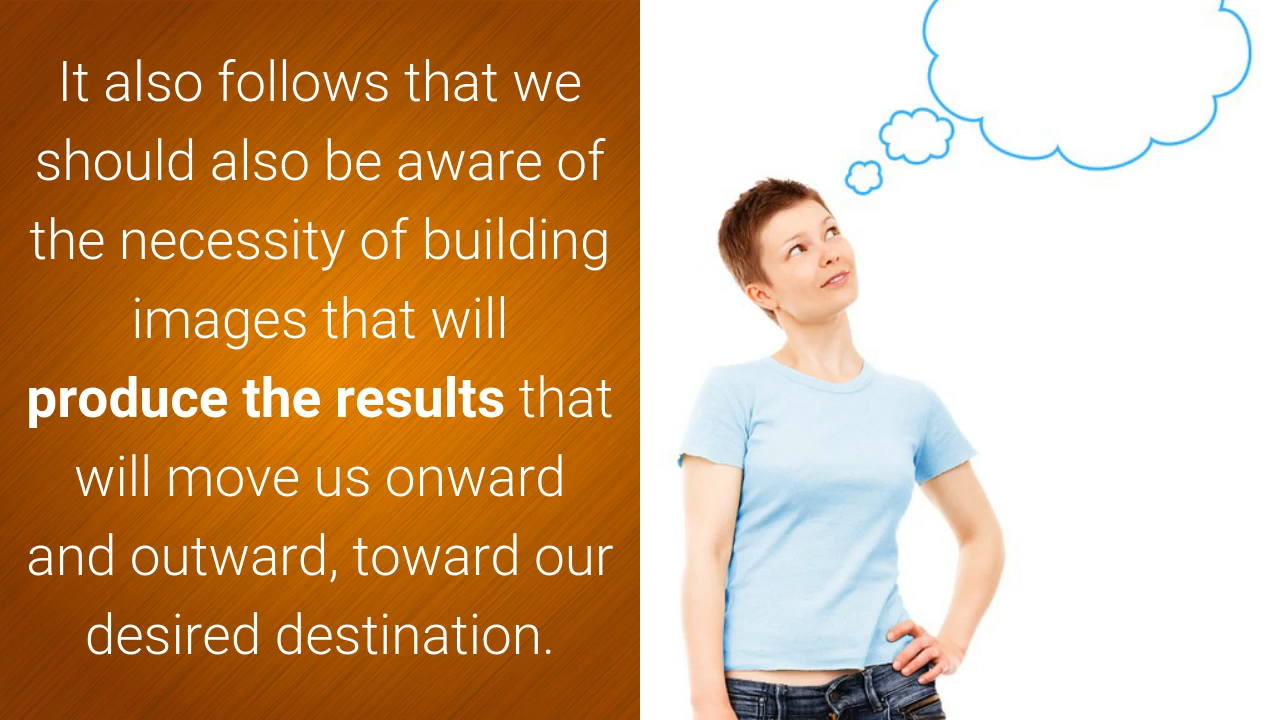 It also follows that we
should also be aware of
the necessity of building
images that will
produce the results that
will move us onward
and outward, toward our
desired destination.